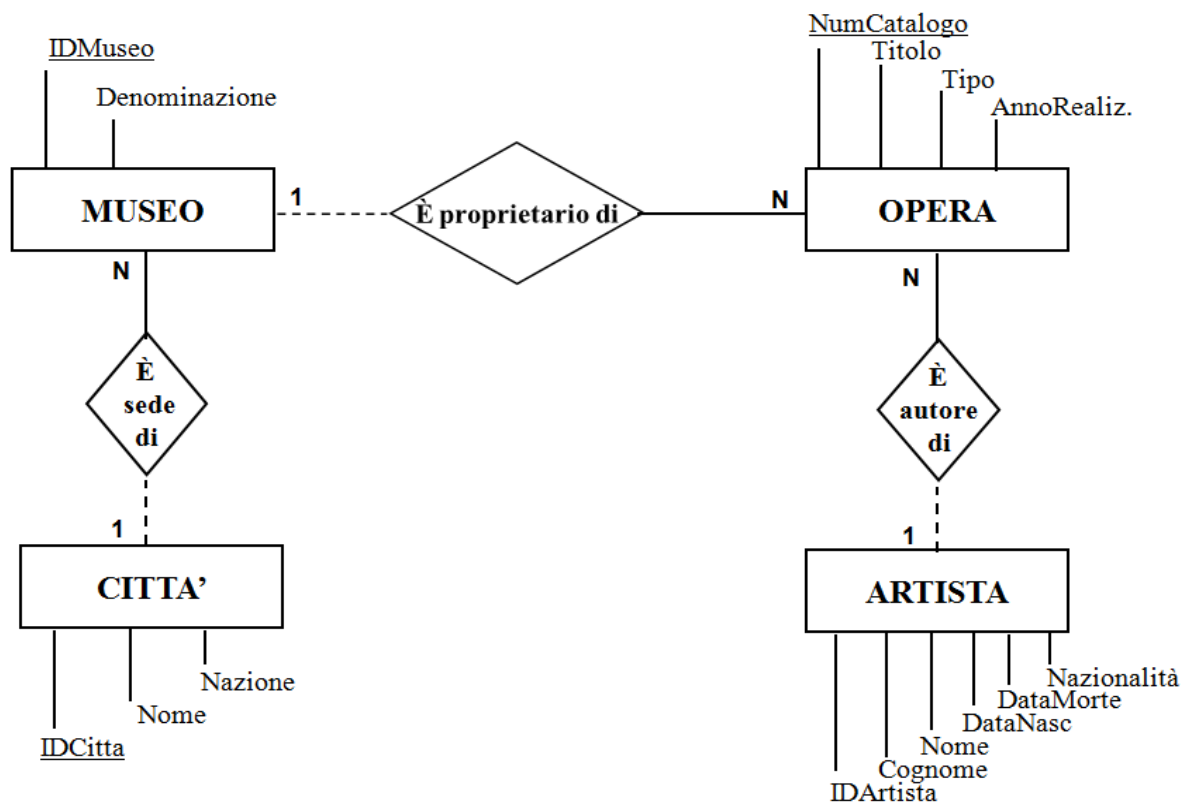 IDMuseo
Denominazione
MUSEO
1
È proprietario di
N
NumCatalogo
Titolo
Tipo
AnnoRealiz.
OPERA
N
È
sede
di
1
CITTA’
Nazione
Nome
IDCitta
N
È
autore
di
1
ARTISTA
Nazionalità
DataMorte
DataNasc
Nome
Cognome
IDArtista